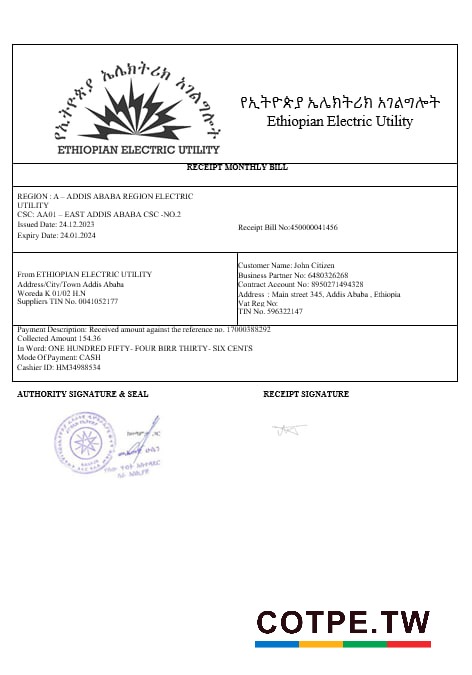 የኢትዮጵያ ኤሌክትሪክ አገልግሎት
ETHIOPIAN ELECTRIC UTILITY
የኢትዮጵያ ኤሌክትሪክ አገልግሎት
Ethiopian Electric Utility
RECEIPT MONTHLY BILL
REGION : A – ADDIS ABABA REGION ELECTRIC
UTILITY
CSC: AA01 – EAST ADDIS ABABA CSC -NO.2
Issued Date: 24.12.2023
Expiry Date: 24.01.2024
Receipt Bill No:450000041456
From ETHIOPIAN ELECTRIC UTILITY
Address/City/Town Addis Ababa
Woreda K 01/02 H.N
Suppliers TIN No. 0041052177
Customer Name: John Citizen
Business Partner No: 6480326268
Contract Account No: 8950271494328
Address : Main street 345, Addis Ababa , Ethiopia
Vat Reg No:
TIN No. 596322147
Payment Description: Received amount against the reference no. 17000388292
Collected Amount 154.36
In Word: ONE HUNDRED FIFTY- FOUR BIRR THIRTY- SIX CENTS
Mode Of Payment: CASH
Cashier ID: HM34988534
AUTHORITY SIGNATURE & SEAL
RECEIPT SIGNATURE
COTPE.TW